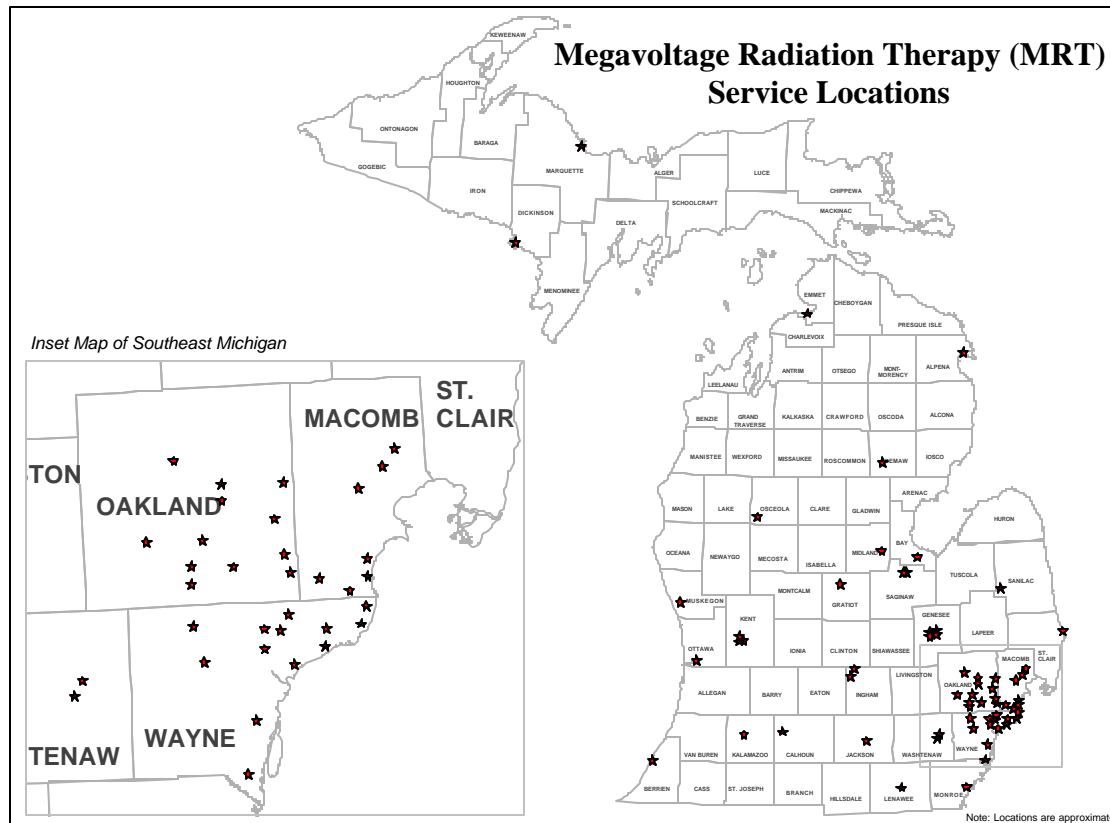 Megavoltage Radiation Therapy (MRT)
Service Locations
KEWEENAW
HOUGHTON
ONTONAGON
BARAGA
GOGEBIC
MARQUETTE
IRON
ALGER
LUCE
CHIPPEWA
SCHOOLCRAFT
MACKINAC
DICKINSON
DELTA
MENOMINEE
EMMET
CHEBOYGAN
PRESQUE ISLE
CHARLEVOIX
ANTRIM
OTSEGO
MONT-
MORENCY
ALPENA
LEELANAU
BENZIE
GRAND
TRAVERSE
KALKASKA
CRAWFORD
OSCODA
ALCONA
MANISTEE
WEXFORD
MISSAUKEE
ROSCOMMON
EMAW
IOSCO
ARENAC
MASON
LAKE
OSCEOLA
CLARE
GLADWIN
HURON
BAY
OCEANA
NEWAYGO
MECOSTA
ISABELLA
MIDLAND
TUSCOLA
SANILAC
MONTCALM
GRATIOT
SAGINAW
MUSKEGON
KENT
GENESEE
LAPEER
OTTAWA
IONIA
CLINTON
SHIAWASSEE
ST.
CLAIR
MACOMB
OAKLAND
LIVINGSTON
ALLEGAN
BARRY
EATON
INGHAM
VAN BUREN
KALAMAZOO
CALHOUN
JACKSON
WASHTENAW
WAYNE
BERRIEN
CASS
ST. JOSEPH
BRANCH
HILLSDALE
LENAWEE
MONROE
Inset Map of Southeast Michigan
ST.
CLAIR
MACOMB
TON
OAKLAND
WAYNE
TENAW
Note: Locations are approximat